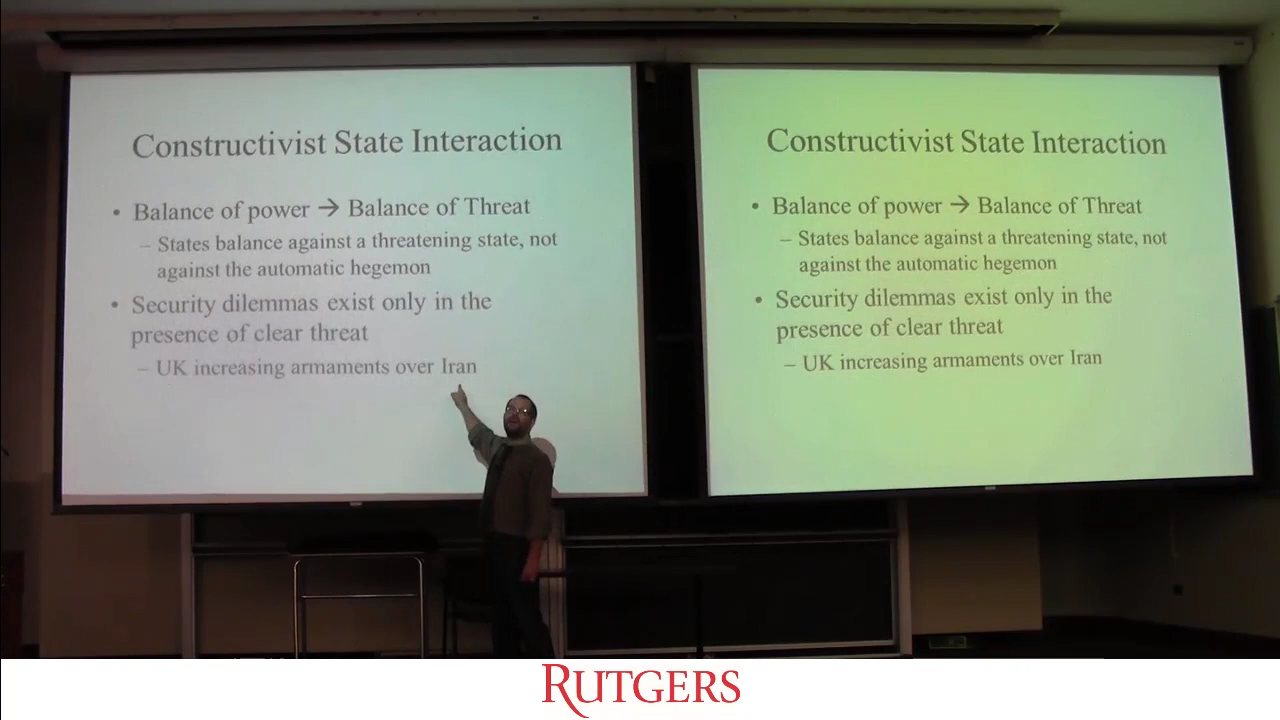 Constructivist State Interaction
• Balance of power → Balance of Threat
– States balance against a threatening state, not
against the automatic hegemon
• Security dilemmas exist only in the
presence of clear threat
– UK increasing armaments over Iran
Constructivist State Interaction
• Balance of power → Balance of Threat
– States balance against a threatening state, not
against the automatic hegemon
• Security dilemmas exist only in the
presence of clear threat
– UK increasing armaments over Iran
RUTGERS